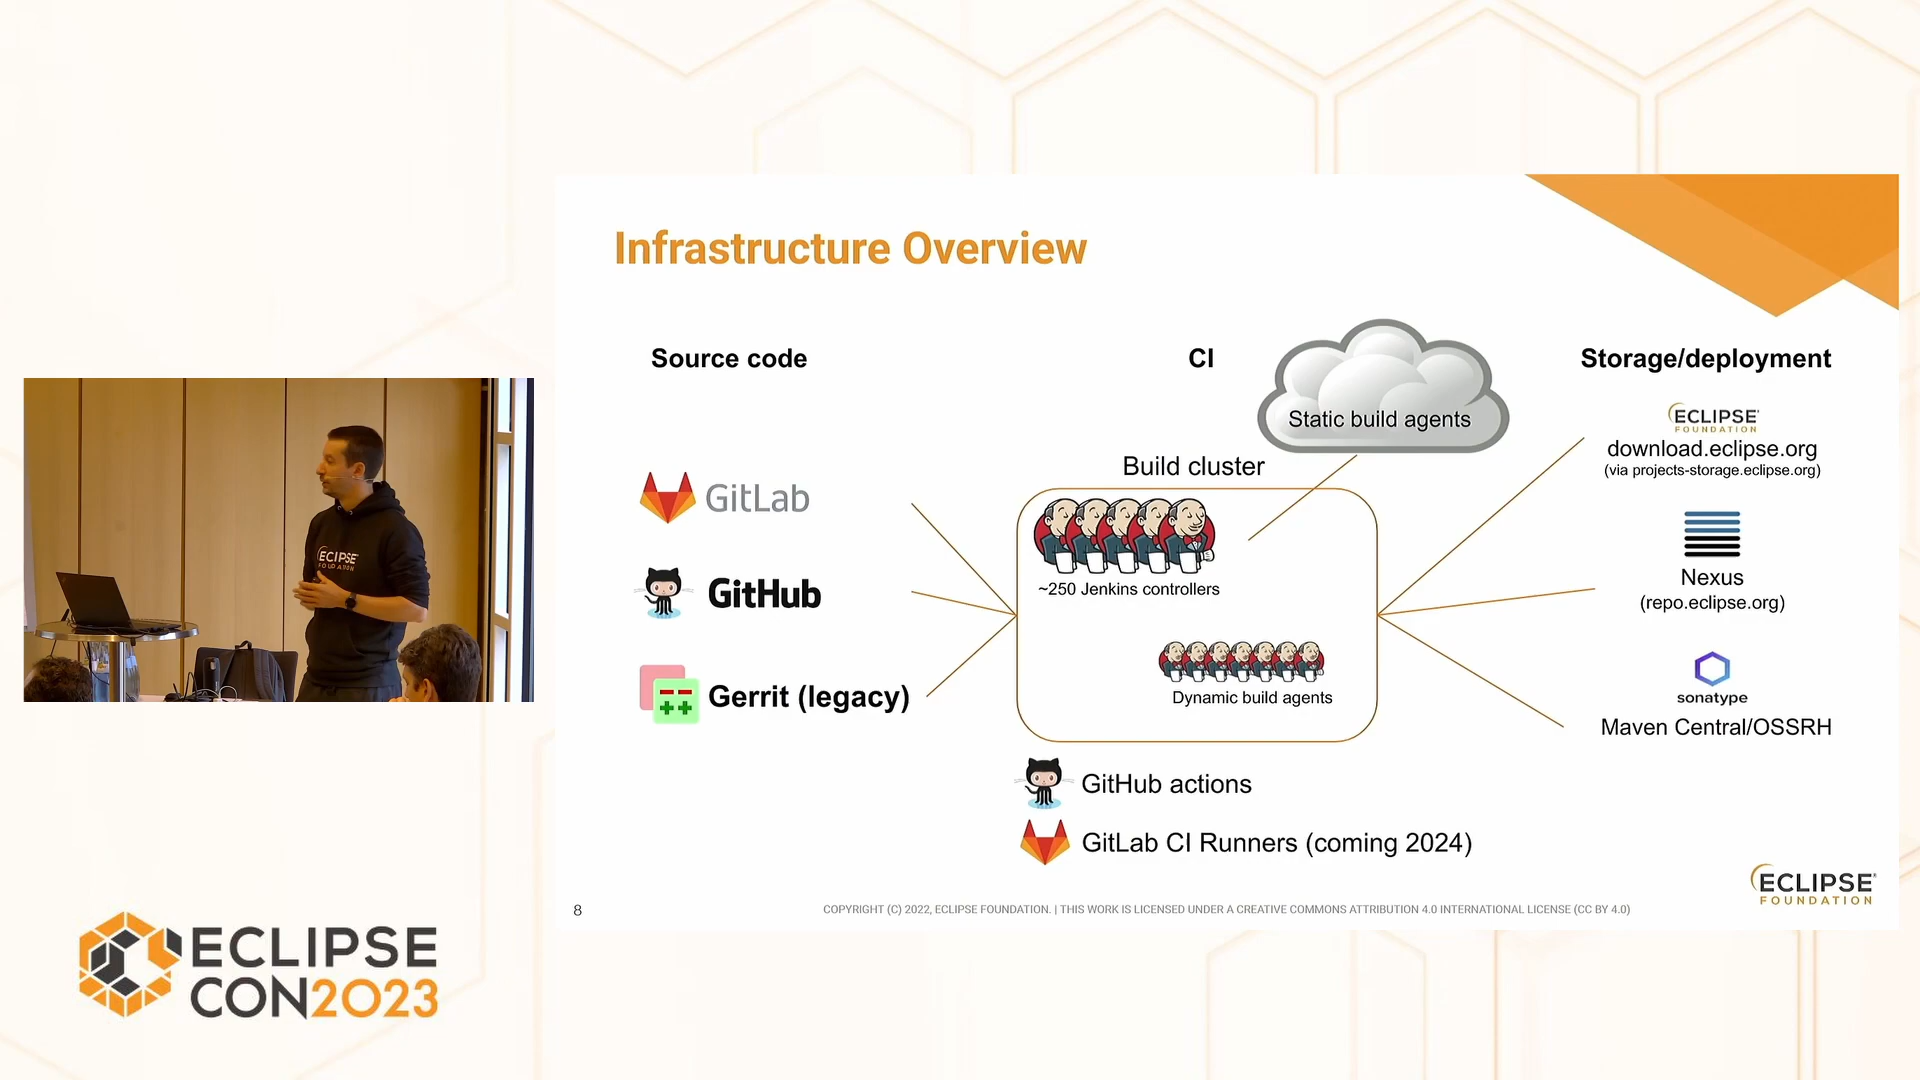 Infrastructure Overview
Source code
CI
Storage/deployment
Static build agents
ECLIPSE
FOUNDATION
download.eclipse.org
(via projects-storage.eclipse.org)
Build cluster
GitLab
GitHub
Gerrit (legacy)
~250 Jenkins controllers
Dynamic build agents
Nexus
(repo.eclipse.org)
sonatype
Maven Central/OSSRH
GitHub actions
GitLab CI Runners (coming 2024)
8
COPYRIGHT (C) 2022, ECLIPSE FOUNDATION. | THIS WORK IS LICENSED UNDER A CREATIVE COMMONS ATTRIBUTION 4.0 INTERNATIONAL LICENSE (CC BY 4.0)
ECLIPSE
FOUNDATION
ECLIPSE
FOUNDATION
ECLIPSE
CON2023